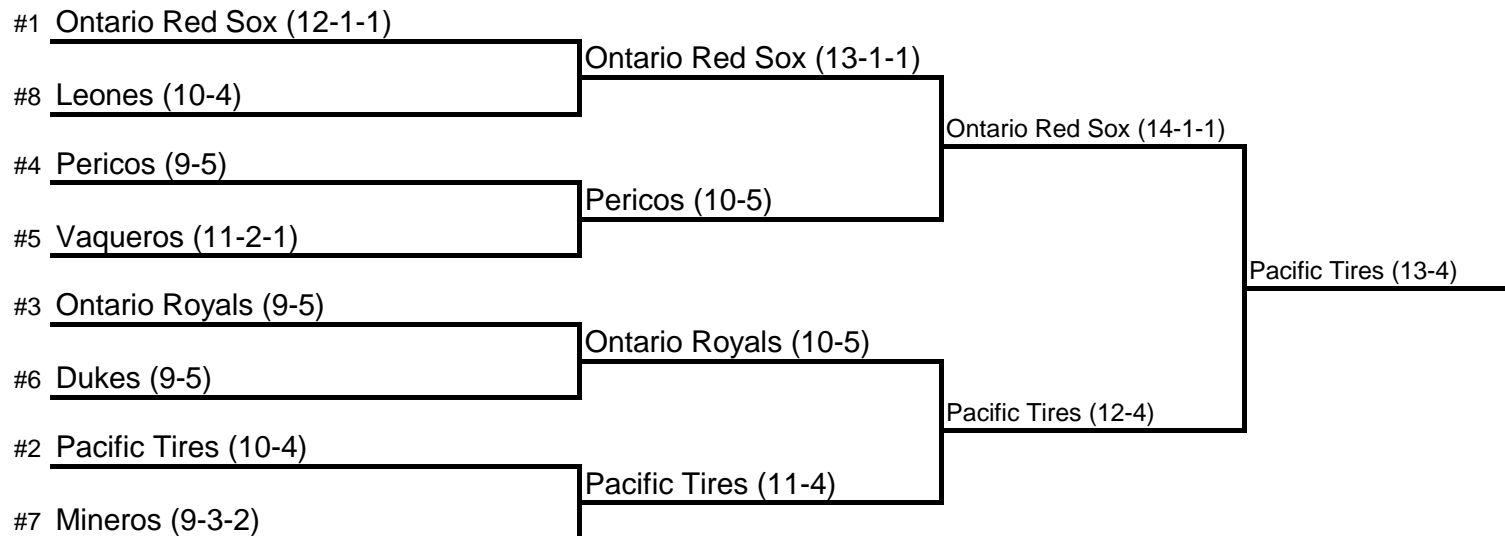 #1 Ontario Red Sox (12-1-1)
Ontario Red Sox (13-1-1)
#8 Leones (10-4)
Ontario Red Sox (14-1-1)
#4 Pericos (9-5)
Pericos (10-5)
#5 Vaqueros (11-2-1)
Pacific Tires (13-4)
#3 Ontario Royals (9-5)
Ontario Royals (10-5)
#6 Dukes (9-5)
Pacific Tires (12-4)
#2 Pacific Tires (10-4)
Pacific Tires (11-4)
#7 Mineros (9-3-2)